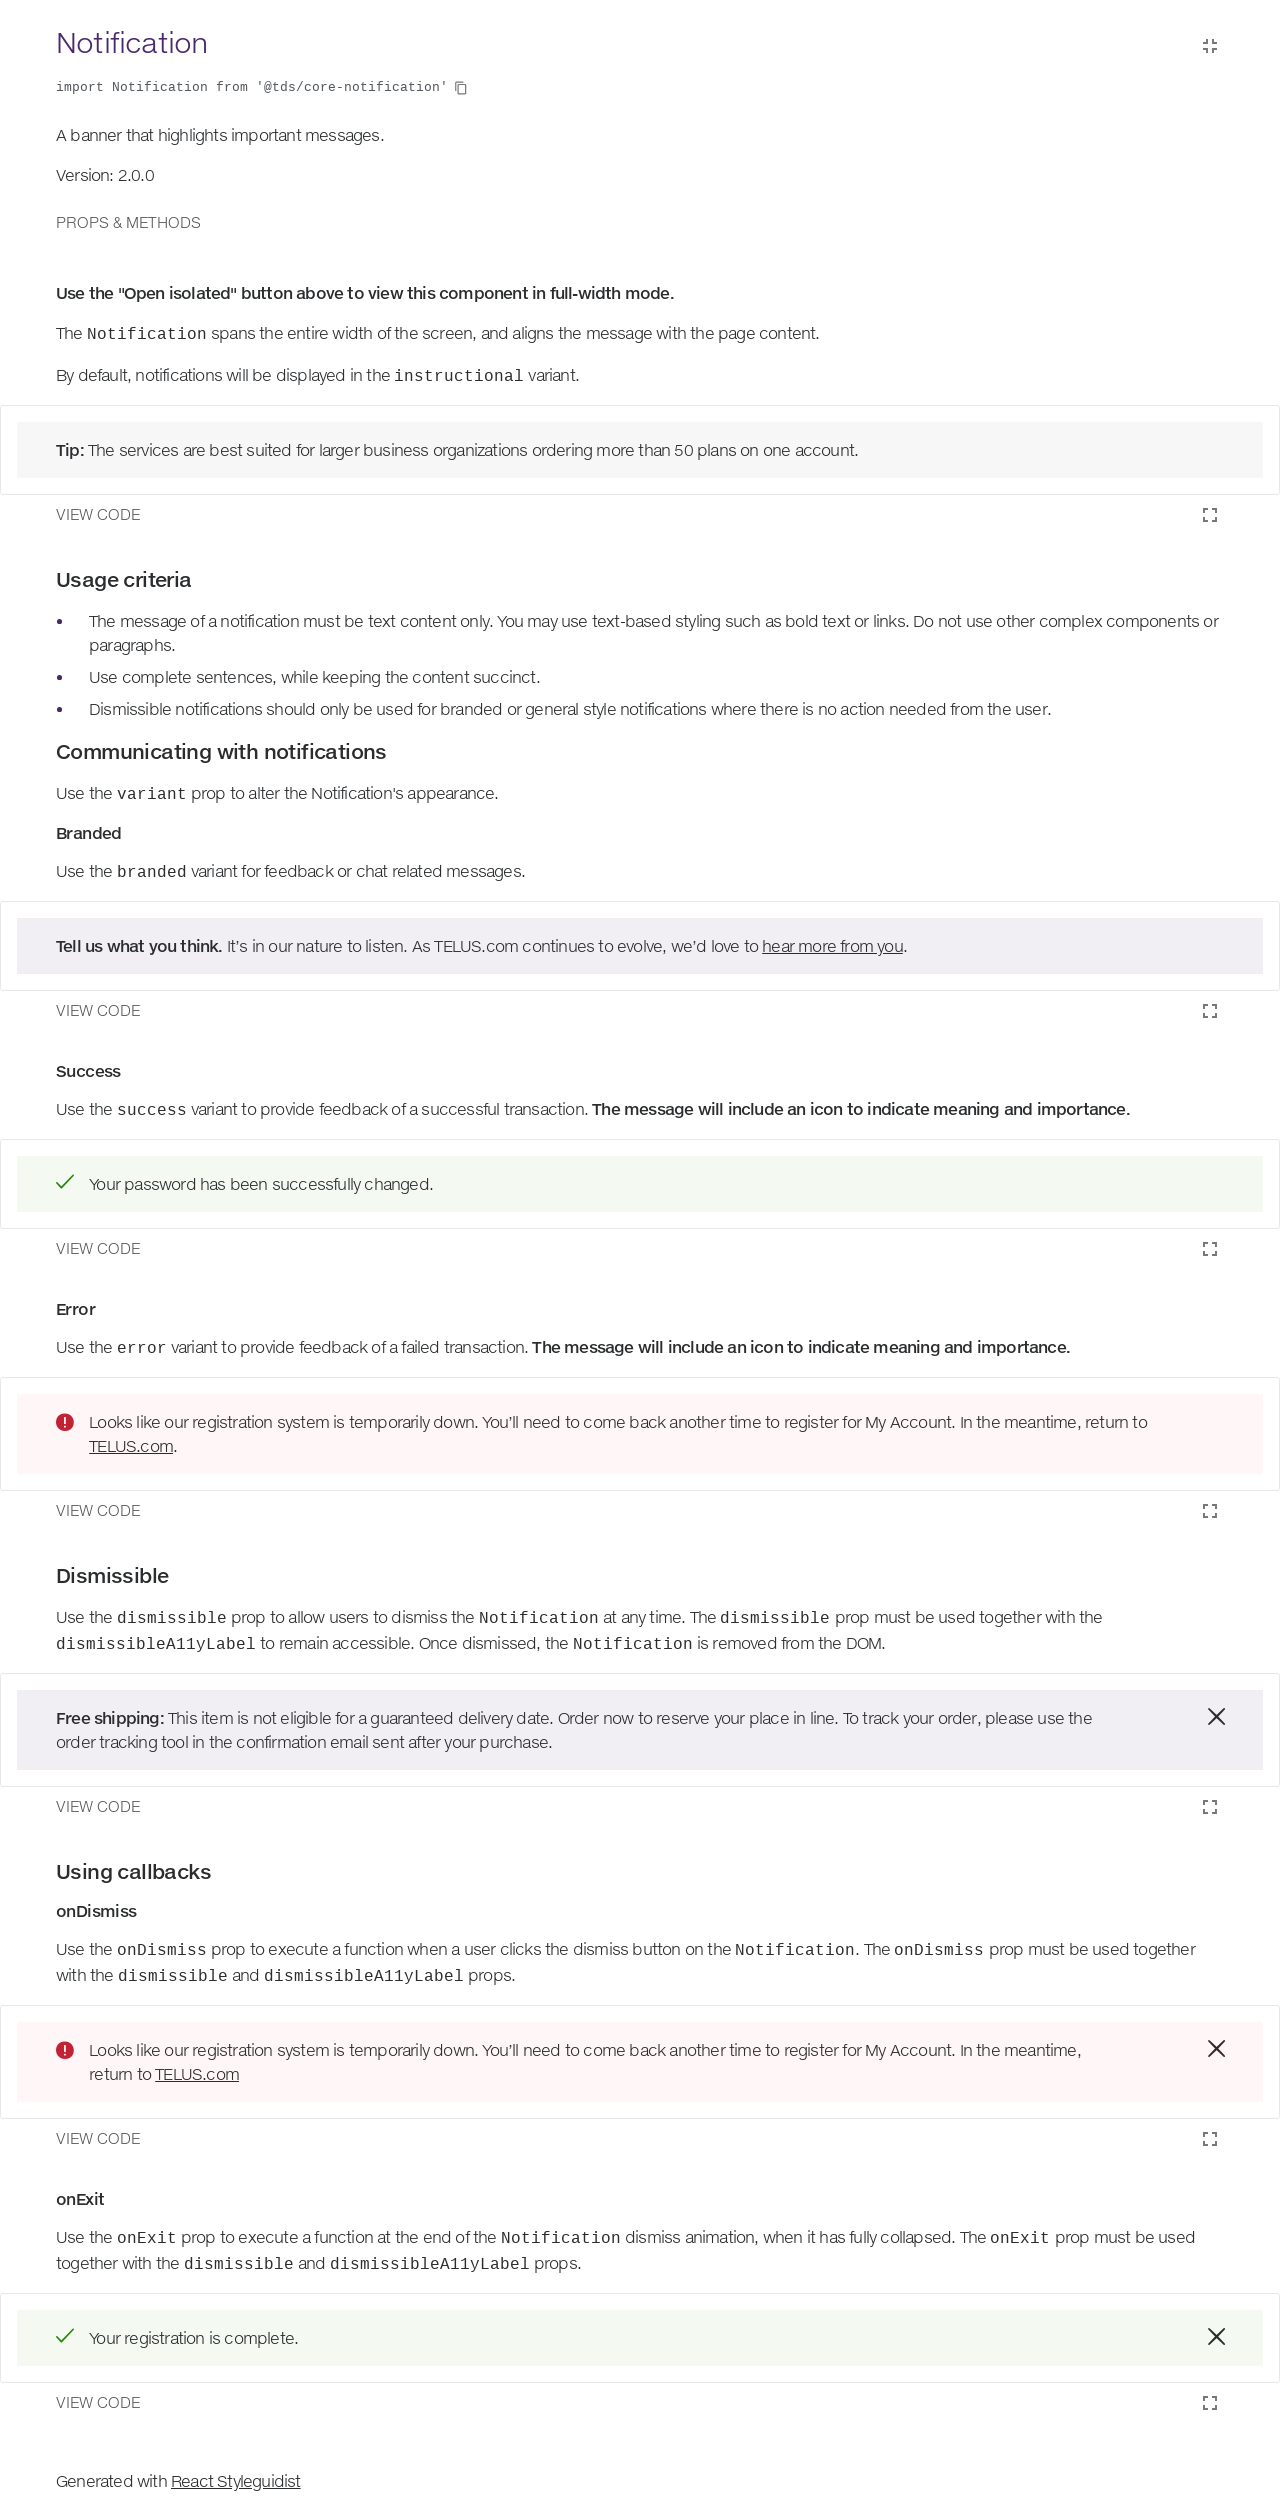 Notification
import Notification from '@tds/core-notification'
A banner that highlights important messages.
Version: 2.0.0
PROPS & METHODS
Use the "Open isolated" button above to view this component in full-width mode.
The Notification spans the entire width of the screen, and aligns the message with the page content.
By default, notifications will be displayed in the instructional variant.
Tip: The services are best suited for larger business organizations ordering more than 50 plans on one account.
VIEW CODE
Usage criteria
• The message of a notification must be text content only. You may use text-based styling such as bold text or links. Do not use other complex components or
paragraphs.
• Use complete sentences, while keeping the content succinct.
• Dismissible notifications should only be used for branded or general style notifications where there is no action needed from the user.
Communicating with notifications
Use the variant prop to alter the Notification's appearance.
Branded
Use the branded variant for feedback or chat related messages.
Tell us what you think. It’s in our nature to listen. As TELUS.com continues to evolve, we’d love to hear more from you.
VIEW CODE
Success
Use the success variant to provide feedback of a successful transaction. The message will include an icon to indicate meaning and importance.
Your password has been successfully changed.
VIEW CODE
Error
Use the error variant to provide feedback of a failed transaction. The message will include an icon to indicate meaning and importance.
Looks like our registration system is temporarily down. You’ll need to come back another time to register for My Account. In the meantime, return to
TELUS.com.
VIEW CODE
Dismissible
Use the dismissible prop to allow users to dismiss the Notification at any time. The dismissible prop must be used together with the
dismissibleA11yLabel to remain accessible. Once dismissed, the Notification is removed from the DOM.
Free shipping: This item is not eligible for a guaranteed delivery date. Order now to reserve your place in line. To track your order, please use the
order tracking tool in the confirmation email sent after your purchase.
VIEW CODE
Using callbacks
onDismiss
Use the onDismiss prop to execute a function when a user clicks the dismiss button on the Notification. The onDismiss prop must be used together
with the dismissible and dismissibleA11yLabel props.
Looks like our registration system is temporarily down. You’ll need to come back another time to register for My Account. In the meantime,
return to TELUS.com
VIEW CODE
onExit
Use the onExit prop to execute a function at the end of the Notification dismiss animation, when it has fully collapsed. The onExit prop must be used
together with the dismissible and dismissibleA11yLabel props.
Your registration is complete.
VIEW CODE
Generated with React Styleguidist